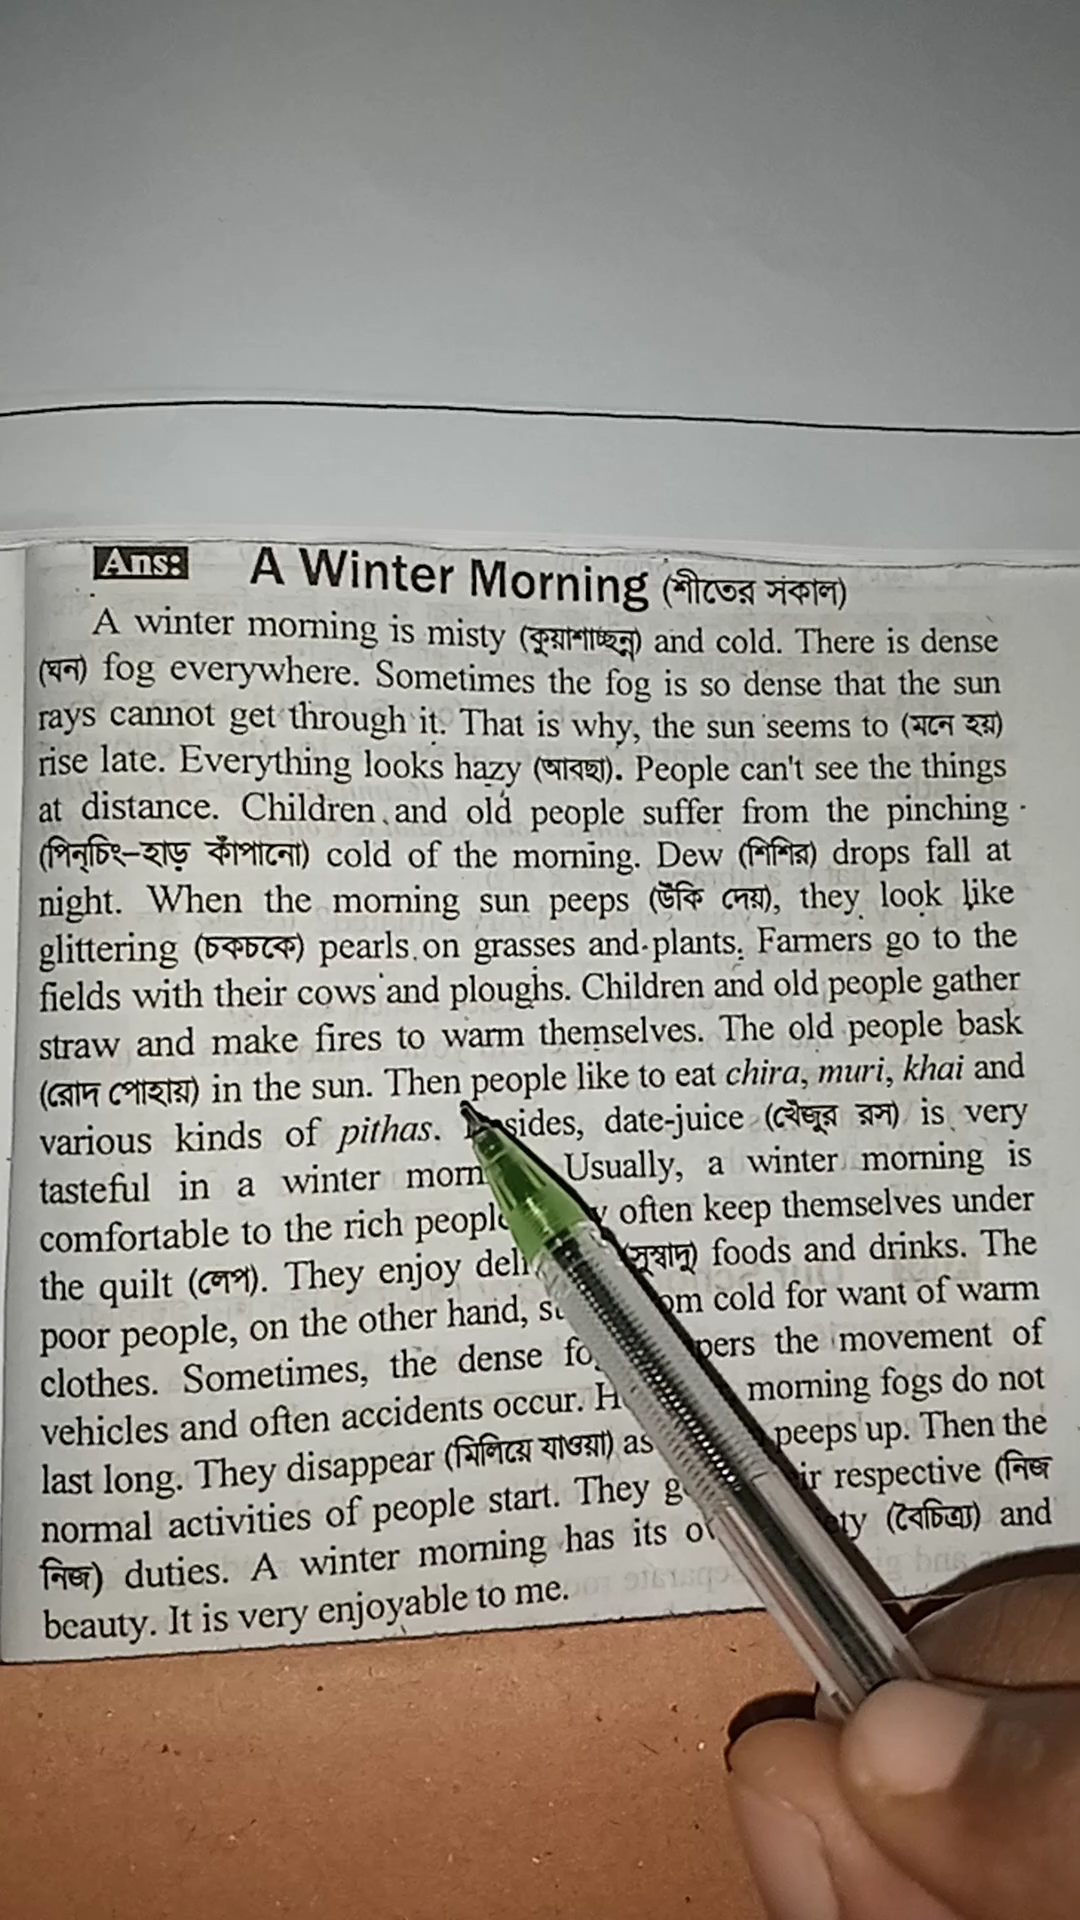 Ans: A Winter Morning (শীতের সকাল)
A winter morning is misty (কুয়াশাচ্ছন্ন) and cold. There is dense
(ঘন) fog everywhere. Sometimes the fog is so dense that the sun
rays cannot get through it. That is why, the sun seems to (মনে হয়)
rise late. Everything looks hazy (আবছা). People can't see the things
at distance. Children and old people suffer from the pinching
(পিন্‌চিং–হাড় কাঁপানো) cold of the morning. Dew (শিশির) drops fall at
night. When the morning sun peeps (উঁকি দেয়), they look like
glittering (চকচকে) pearls on grasses and plants. Farmers go to the
fields with their cows and ploughs. Children and old people gather
straw and make fires to warm themselves. The old people bask
(রোদ পোহায়) in the sun. Then people like to eat chira, muri, khai and
various kinds of pithas. date-juice (খেঁজুর রস) is very
tasteful in a winter Usually, a winter morning is
comfortable to the rich often keep themselves under
the quilt (লেপ). They enjoy (সুস্বাদু) foods and drinks. The
poor people, on the other hand, cold for want of warm
clothes. Sometimes, the dense the movement of
vehicles and often accidents occur. morning fogs do not
last long. They disappear (মিলিয়ে যাওয়া) as peeps up. Then the
normal activities of people start. They respective (নিজ
নিজ) duties. A winter morning has its (বৈচিত্র্য) and
beauty. It is very enjoyable to me.